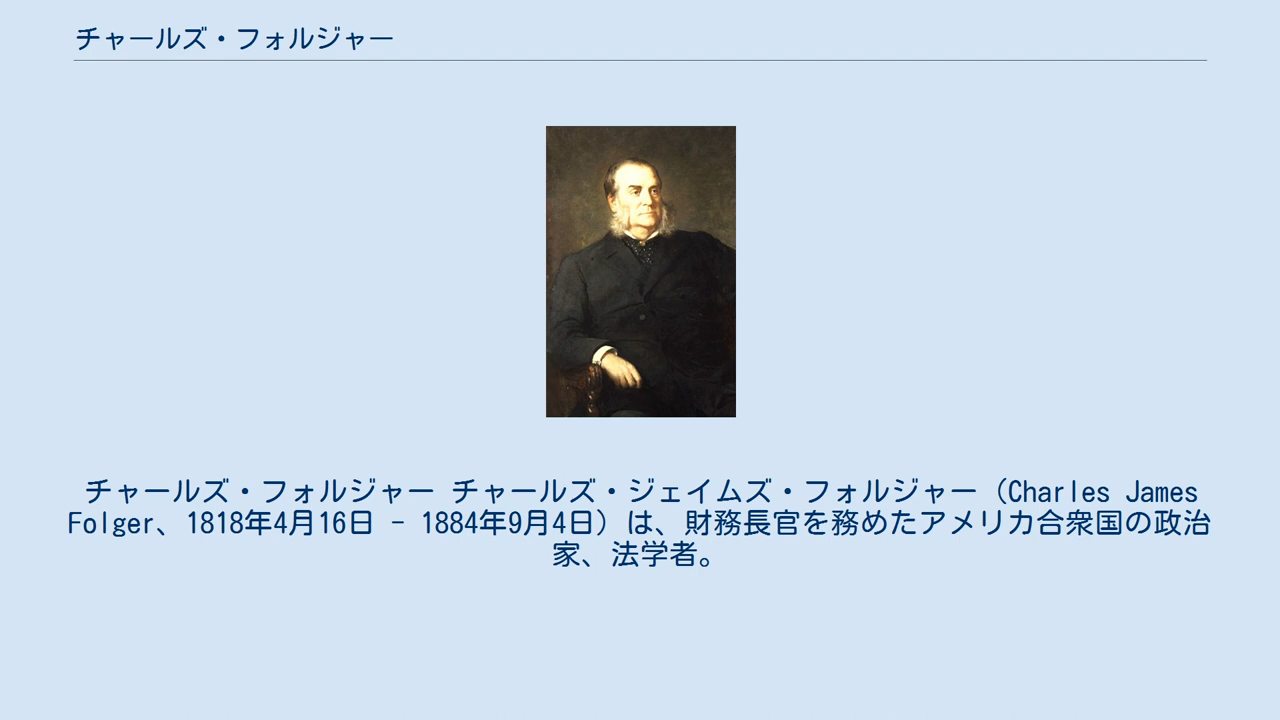 チャールズ・フォルジャー
チャールズ・フォルジャー チャールズ・ジェイムズ・フォルジャー（Charles James
Folger、1818年4月16日 - 1884年9月4日）は、財務長官を務めたアメリカ合衆国の政治
家、法学者。